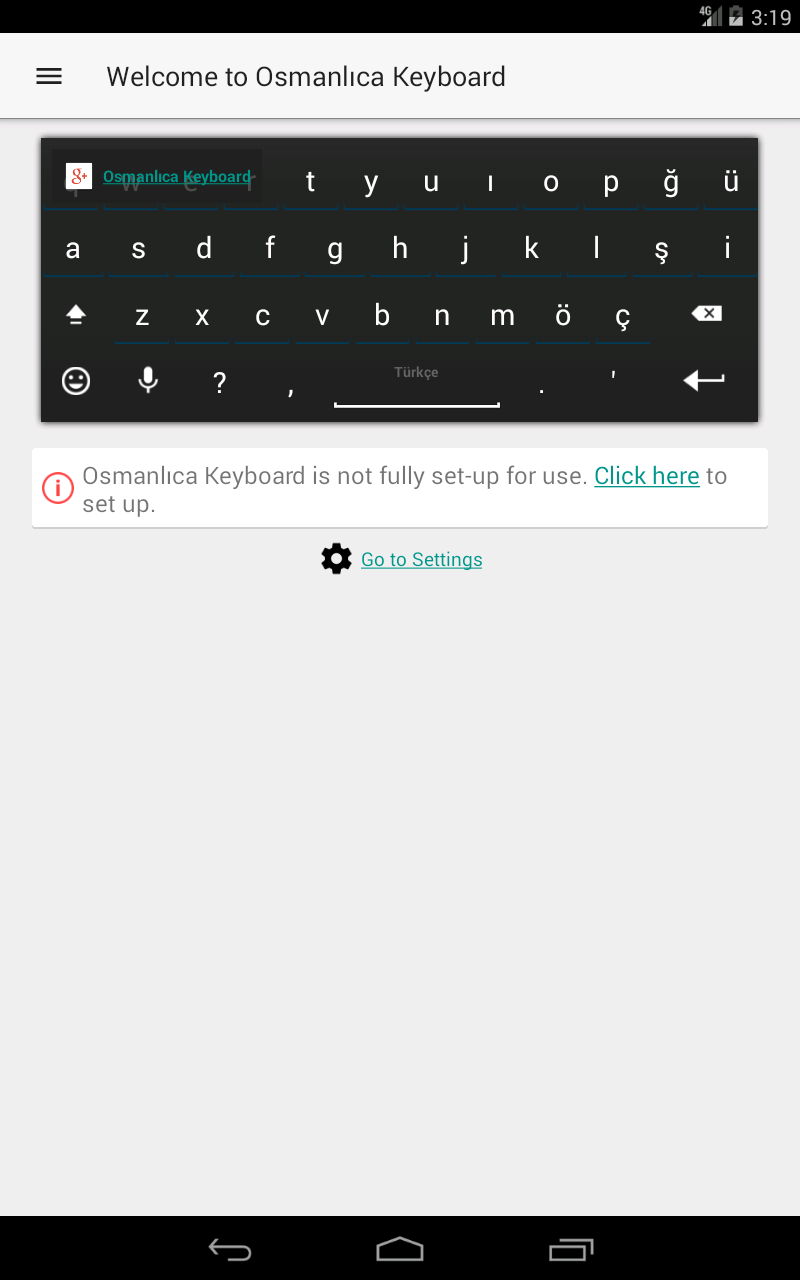 4G 3:19
Welcome to Osmanlıca Keyboard
g+ Osmanlıca Keyboard
q w e r t y u ı o p ğ ü
a s d f g h j k l ş i
z x c v b n m ö ç
? , Türkçe . '
Osmanlıca Keyboard is not fully set-up for use. Click here to
set up.
Go to Settings